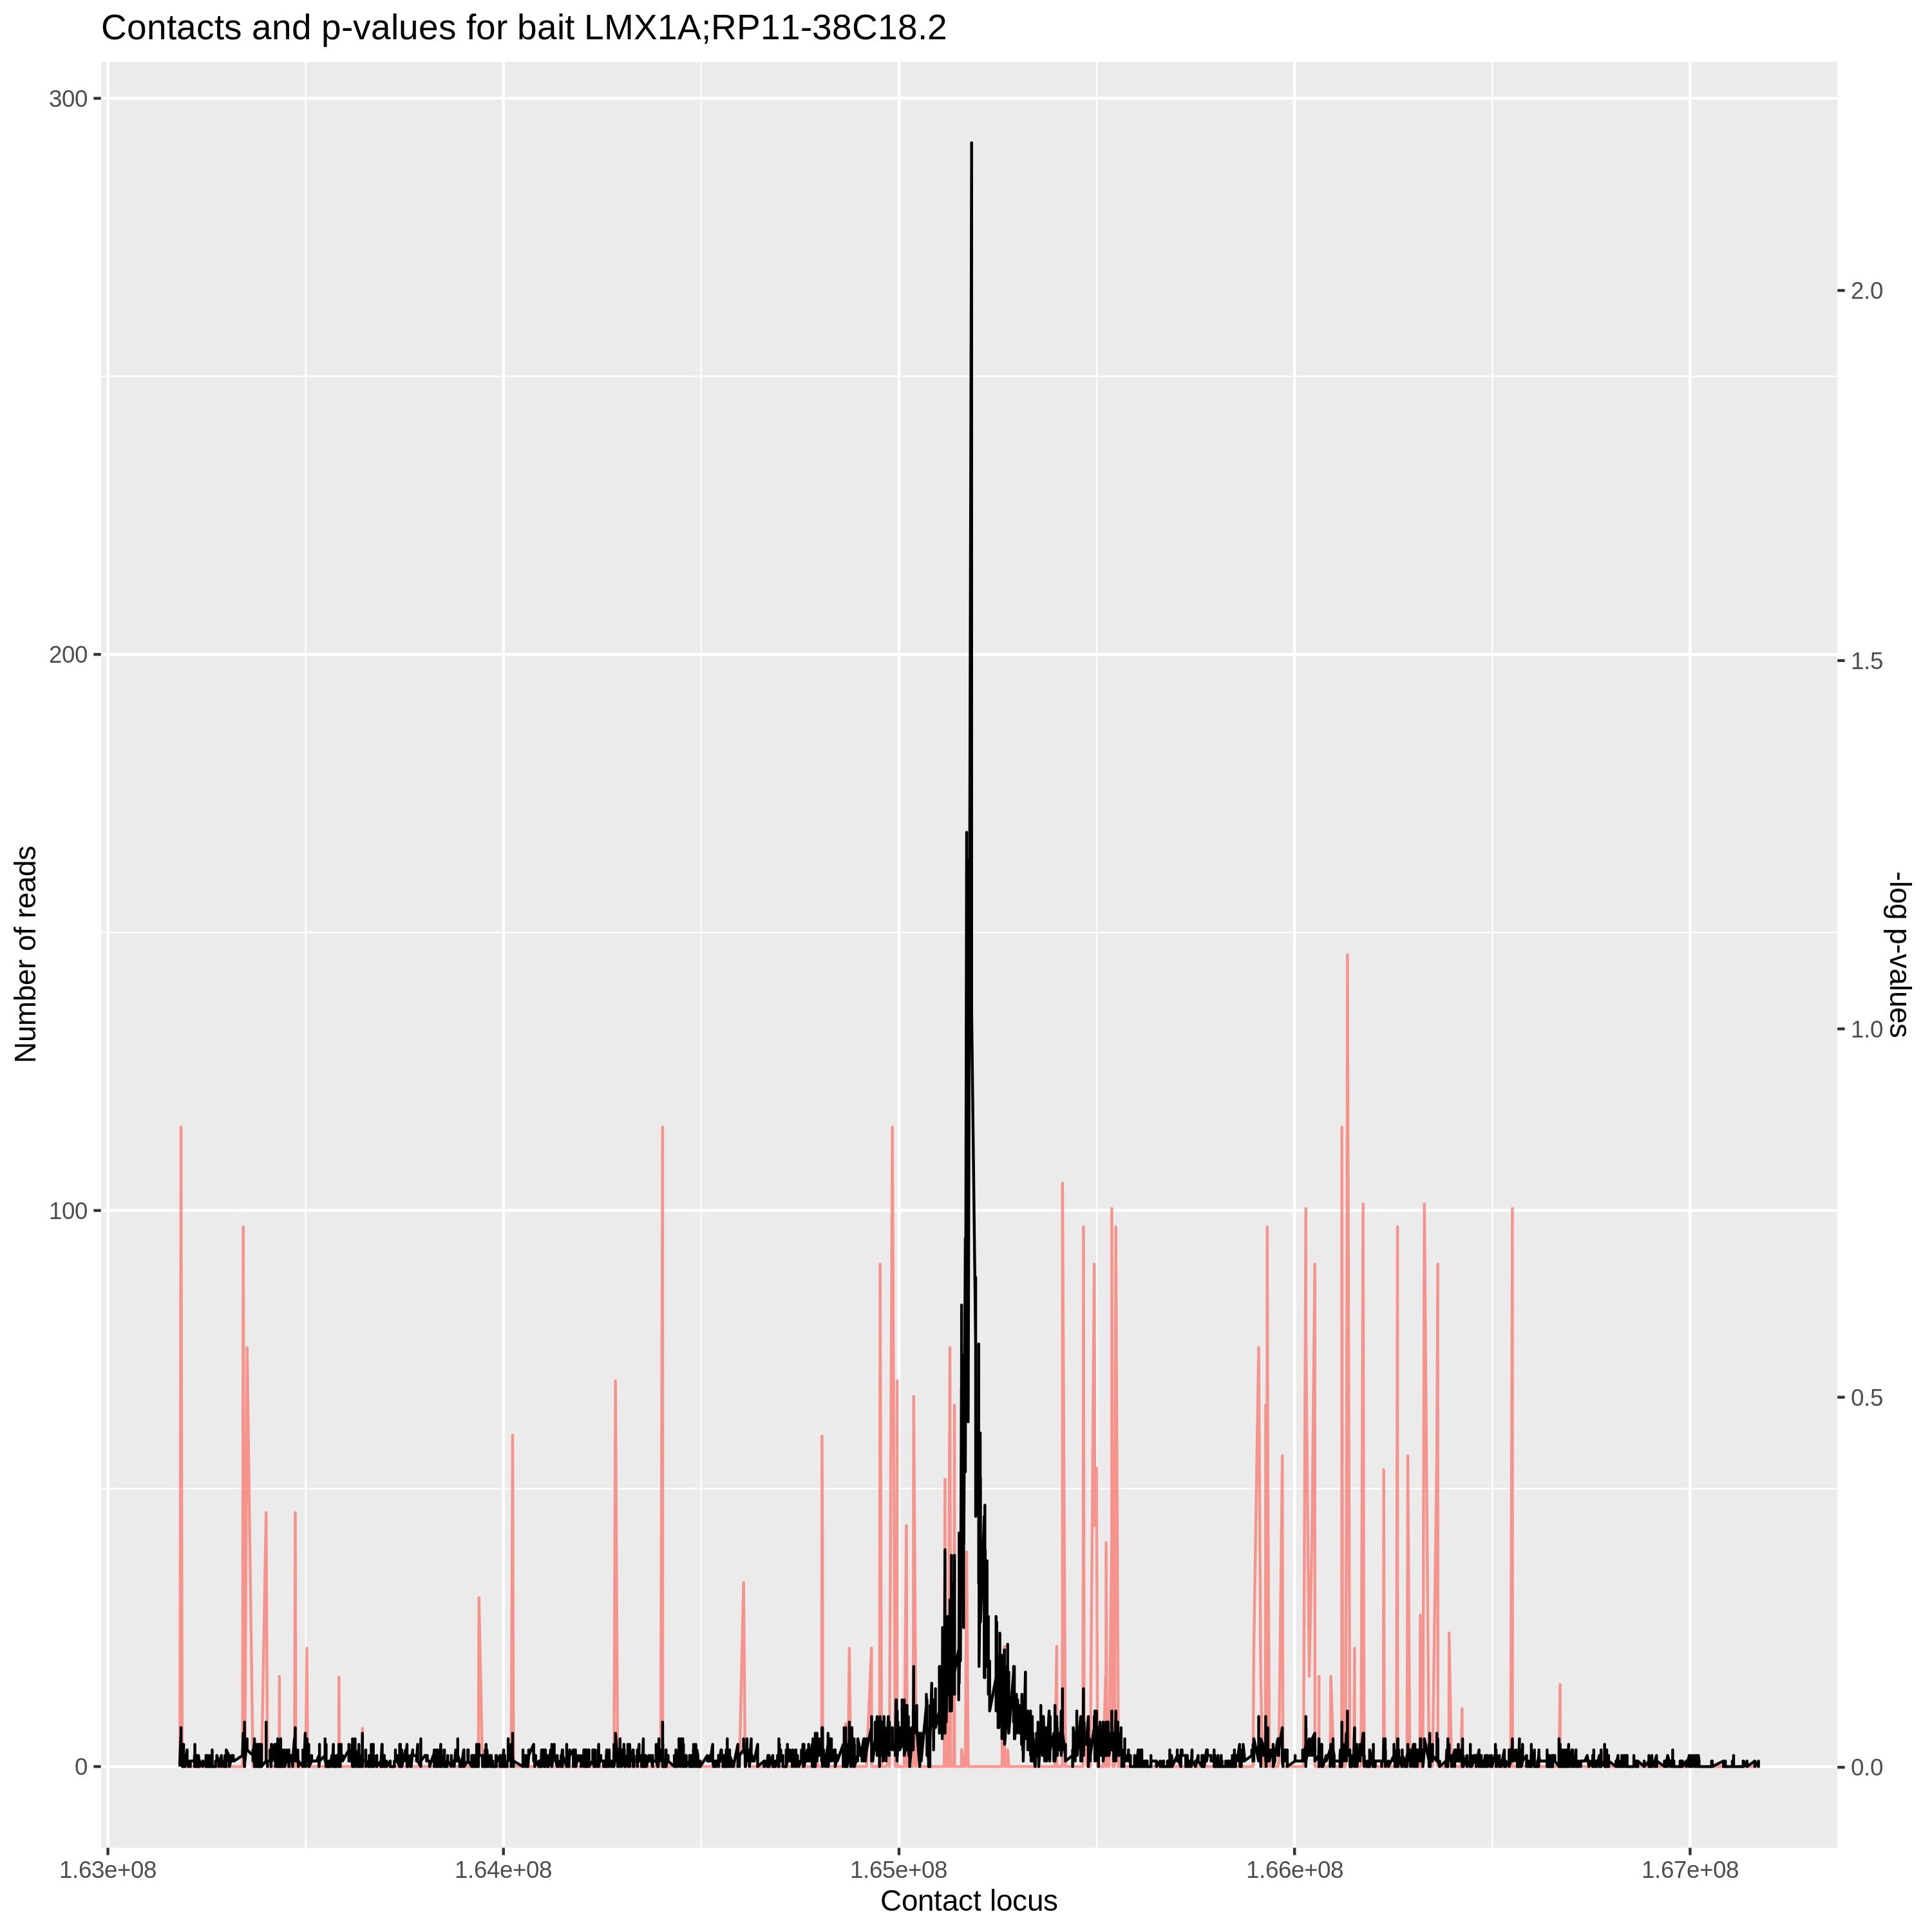 Contacts and p-values for bait LMX1A;RP11-38C18.2
300
200
100
0
Number of reads
2.0
1.5
1.0
0.5
0.0
-log p-values
1.63e+08
1.64e+08
1.65e+08
1.66e+08
1.67e+08
Contact locus